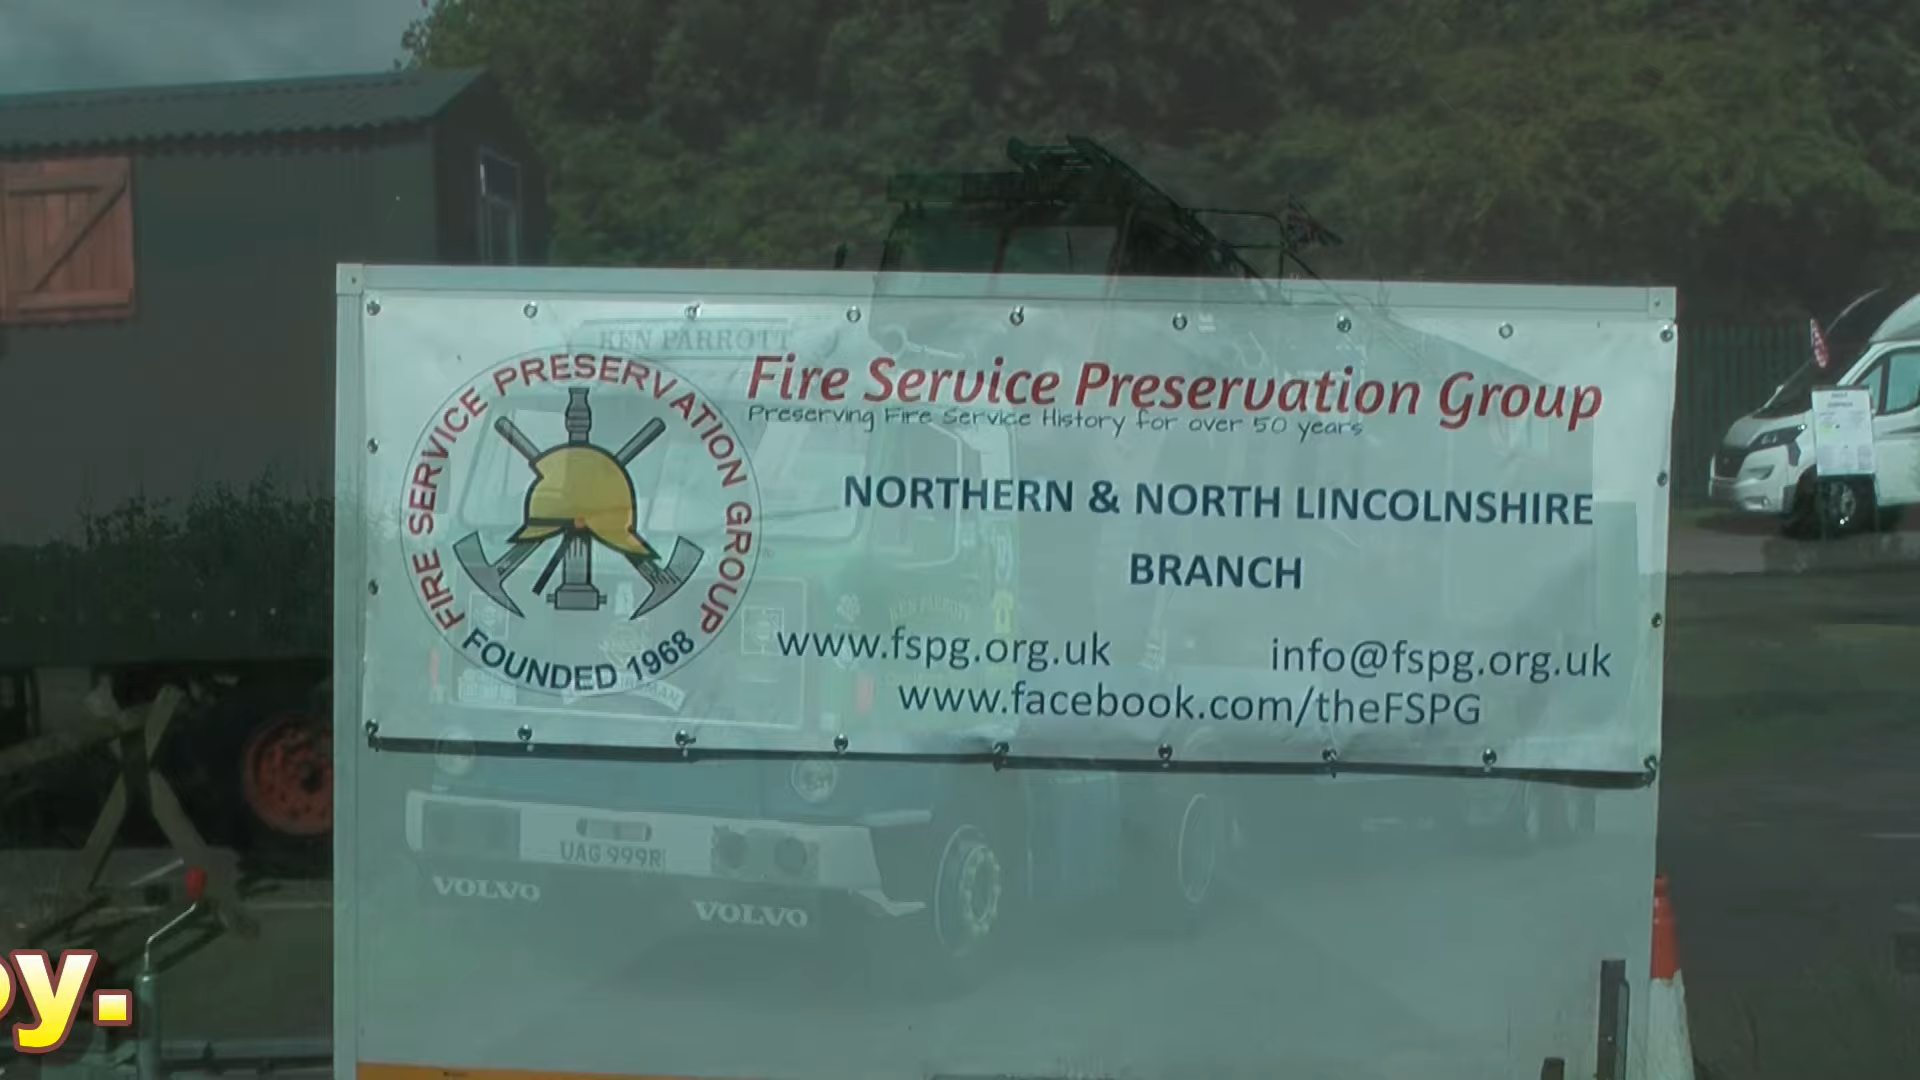 KEN PARROTT
FIRE SERVICE PRESERVATION GROUP
FOUNDED 1968
Fire Service Preservation Group
Preserving Fire Service History for over 50 years
NORTHERN & NORTH LINCOLNSHIRE
BRANCH
KEN PARROTT
www.fspg.org.uk
info@fspg.org.uk
www.facebook.com/theFSPG
UAG 999R
VOLVO
VOLVO
y.